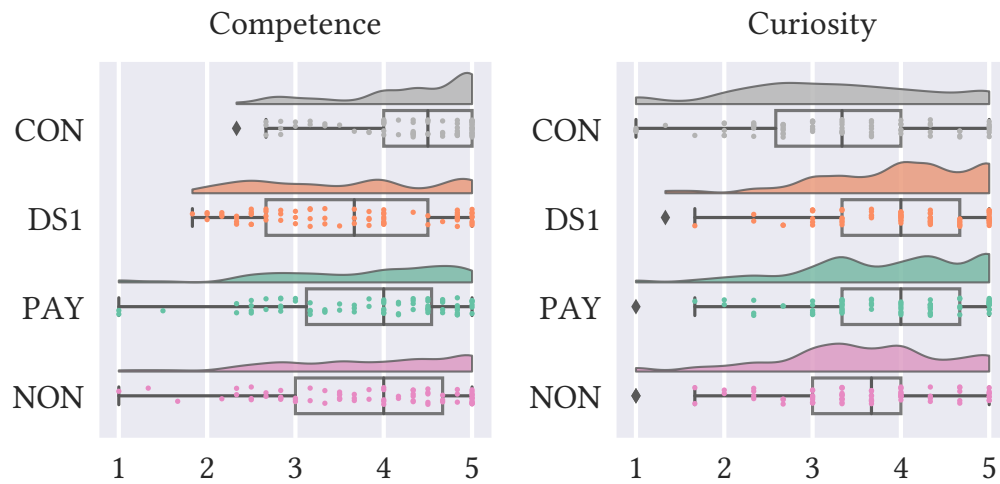 Competence
CON
DS1
PAY
NON
1 2 3 4 5
Curiosity
CON
DS1
PAY
NON
1 2 3 4 5